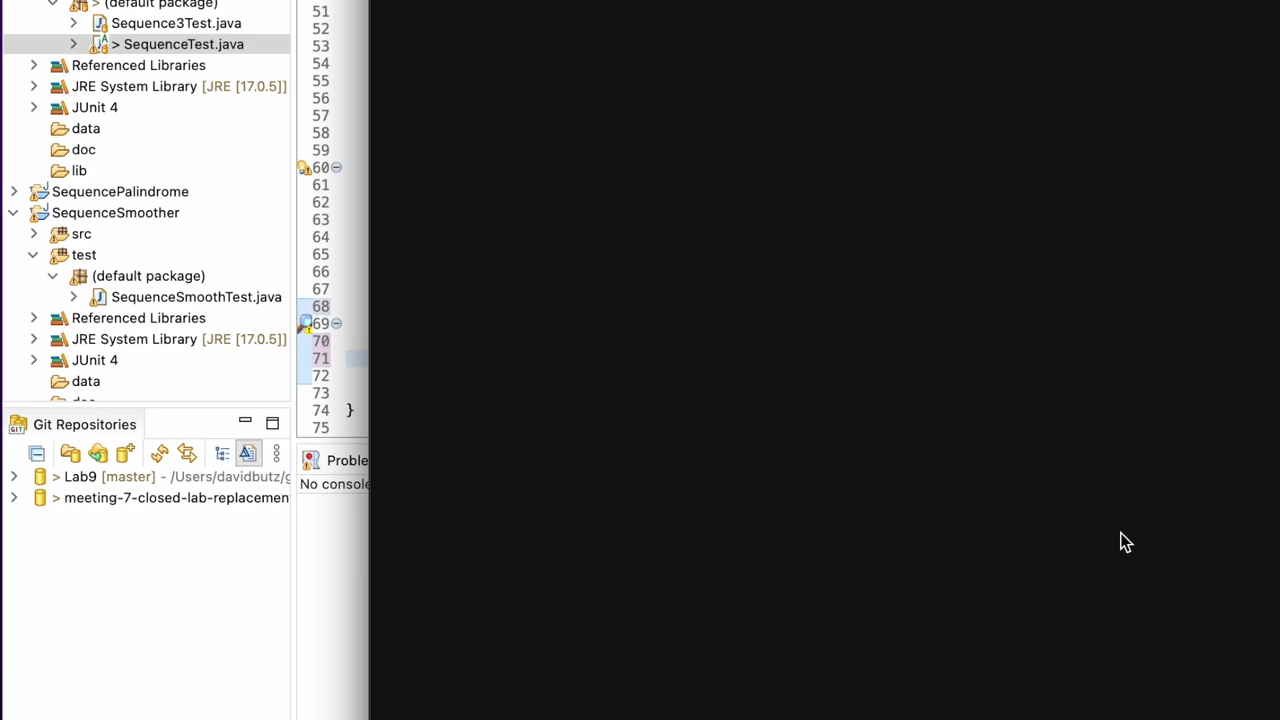 > (default package)
Sequence3Test.java
> SequenceTest.java
Referenced Libraries
JRE System Library [JRE [17.0.5]]
JUnit 4
data
doc
lib
SequencePalindrome
SequenceSmoother
src
test
(default package)
SequenceSmoothTest.java
Referenced Libraries
JRE System Library [JRE [17.0.5]]
JUnit 4
data
Git Repositories
> Lab9 [master] - /Users/davidbutz/g
> meeting-7-closed-lab-replacemen
51
52
53
54
55
56
57
58
59
60
61
62
63
64
65
66
67
68
69
70
71
72
73
74 }
75
Proble
No console